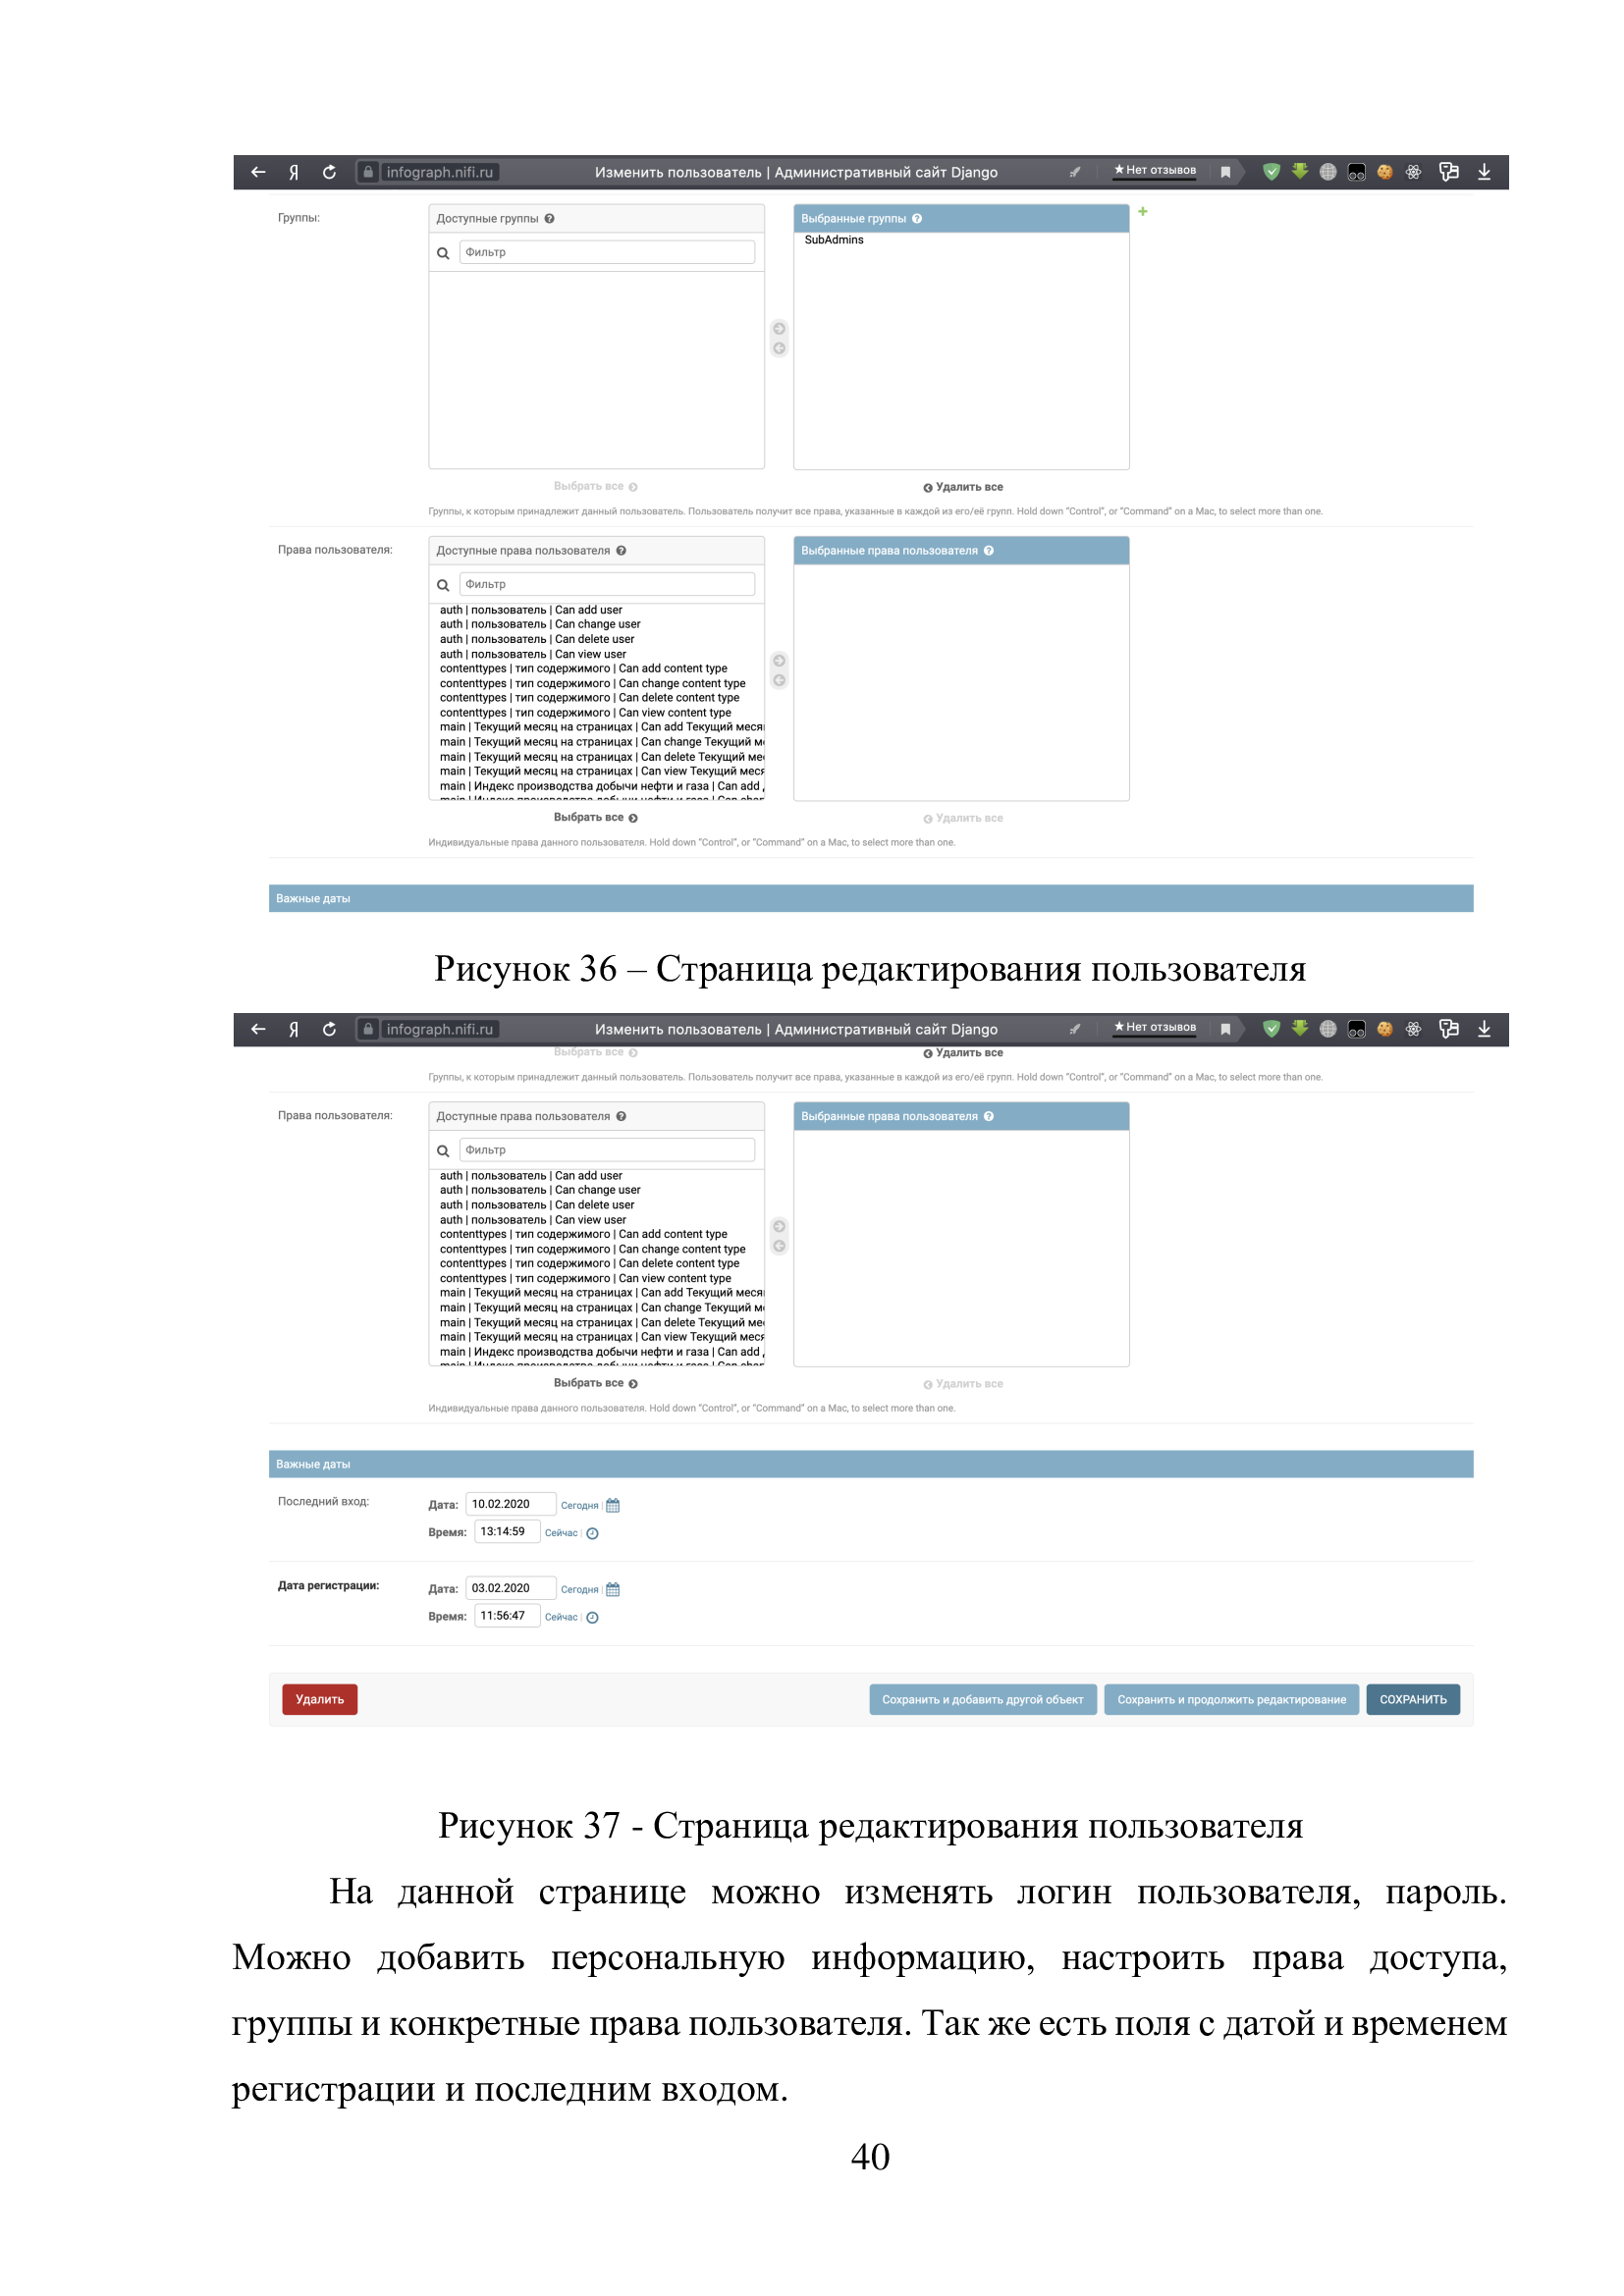 infograph.nifi.ru Изменить пользователь | Административный сайт Django ★Нет отзывов
Группы:
Доступные группы
Фильтр
Выбрать все
Выбранные группы
SubAdmins
Удалить все
Группы, к которым принадлежит данный пользователь. Пользователь получит все права, указанные в каждой из его/её групп. Hold down “Control”, or “Command” on a Mac, to select more than one.
Права пользователя:
Доступные права пользователя
Фильтр
auth | пользователь | Can add user
auth | пользователь | Can change user
auth | пользователь | Can delete user
auth | пользователь | Can view user
contenttypes | тип содержимого | Can add content type
contenttypes | тип содержимого | Can change content type
contenttypes | тип содержимого | Can delete content type
contenttypes | тип содержимого | Can view content type
main | Текущий месяц на страницах | Can add Текущий
main | Текущий месяц на страницах | Can change Текущий
main | Текущий месяц на страницах | Can delete Текущий
main | Текущий месяц на страницах | Can view Текущий
main | Индекс производства добычи нефти и газа | Can add
Выбрать все
Выбранные права пользователя
Удалить все
Индивидуальные права данного пользователя. Hold down “Control”, or “Command” on a Mac, to select more than one.
Важные даты
Рисунок 36 – Страница редактирования пользователя
infograph.nifi.ru Изменить пользователь | Административный сайт Django ★Нет отзывов
Выбрать все
Удалить все
Группы, к которым принадлежит данный пользователь. Пользователь получит все права, указанные в каждой из его/её групп. Hold down “Control”, or “Command” on a Mac, to select more than one.
Права пользователя:
Доступные права пользователя
Фильтр
auth | пользователь | Can add user
auth | пользователь | Can change user
auth | пользователь | Can delete user
auth | пользователь | Can view user
contenttypes | тип содержимого | Can add content type
contenttypes | тип содержимого | Can change content type
contenttypes | тип содержимого | Can delete content type
contenttypes | тип содержимого | Can view content type
main | Текущий месяц на страницах | Can add Текущий
main | Текущий месяц на страницах | Can change Текущий
main | Текущий месяц на страницах | Can delete Текущий
main | Текущий месяц на страницах | Can view Текущий
main | Индекс производства добычи нефти и газа | Can add
Выбрать все
Выбранные права пользователя
Удалить все
Индивидуальные права данного пользователя. Hold down “Control”, or “Command” on a Mac, to select more than one.
Важные даты
Последний вход:
Дата: 10.02.2020 Сегодня |
Время: 13:14:59 Сейчас |
Дата регистрации:
Дата: 03.02.2020 Сегодня |
Время: 11:56:47 Сейчас |
Удалить Сохранить и добавить другой объект Сохранить и продолжить редактирование СОХРАНИТЬ
Рисунок 37 - Страница редактирования пользователя
На данной странице можно изменять логин пользователя, пароль.
Можно добавить персональную информацию, настроить права доступа,
группы и конкретные права пользователя. Так же есть поля с датой и временем
регистрации и последним входом.
40